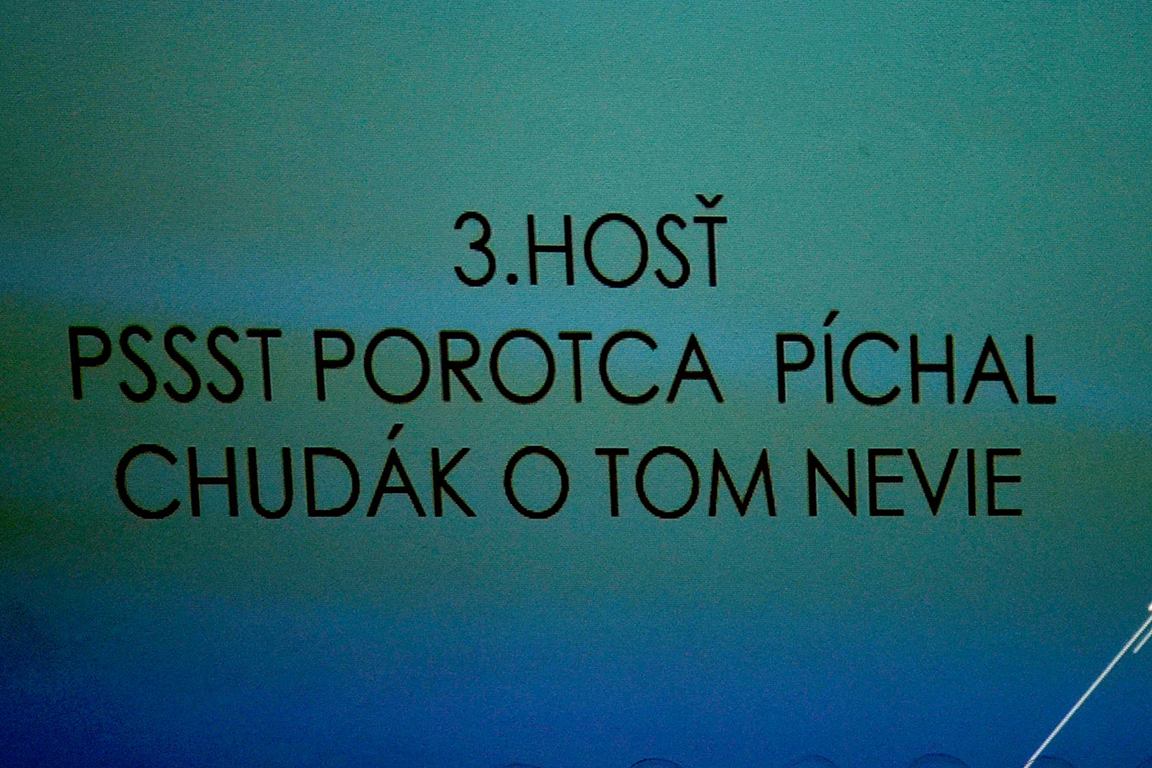 3.HOSŤ
PSSST POROTCA PÍCHAL
CHUDÁK O TOM NEVIE